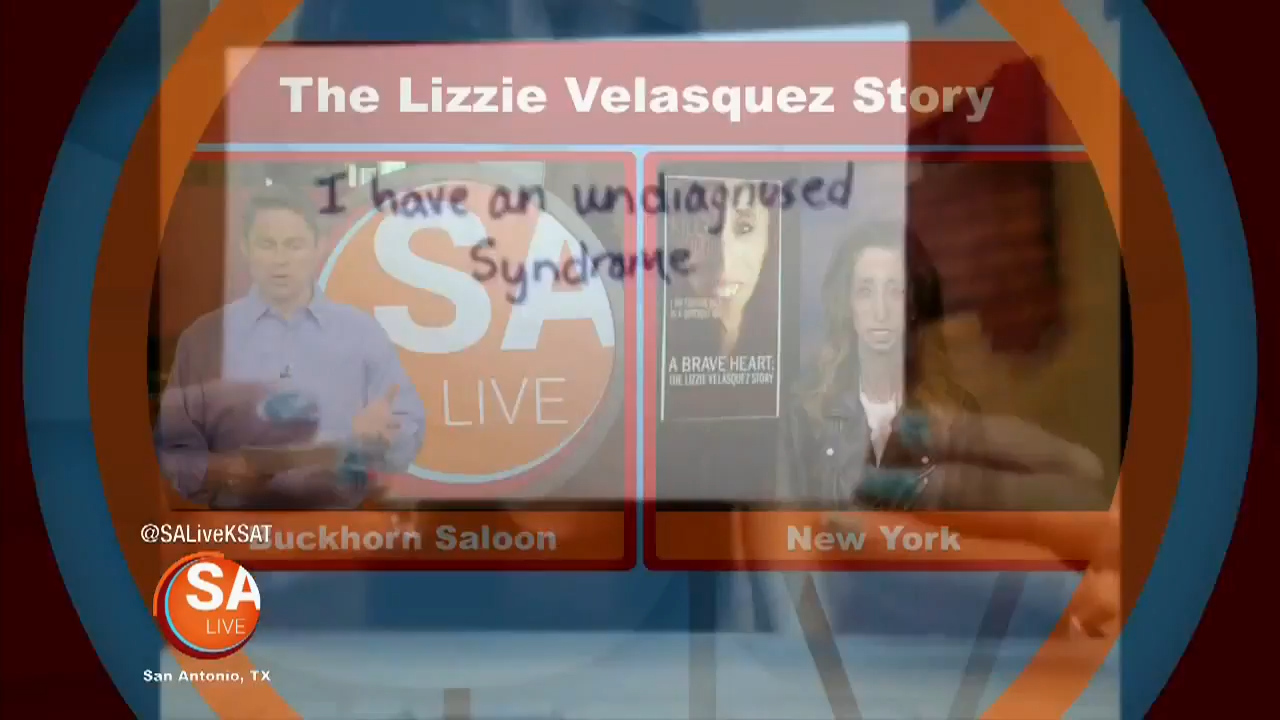 The Lizzie Velasquez Story
I have an undiagnosed
Syndrome
SA
LIVE
A BRAVE HEART:
THE LIZZIE VELASQUEZ STORY
Buckhorn Saloon
New York
@SALiveKSAT
SA
LIVE
San Antonio, TX